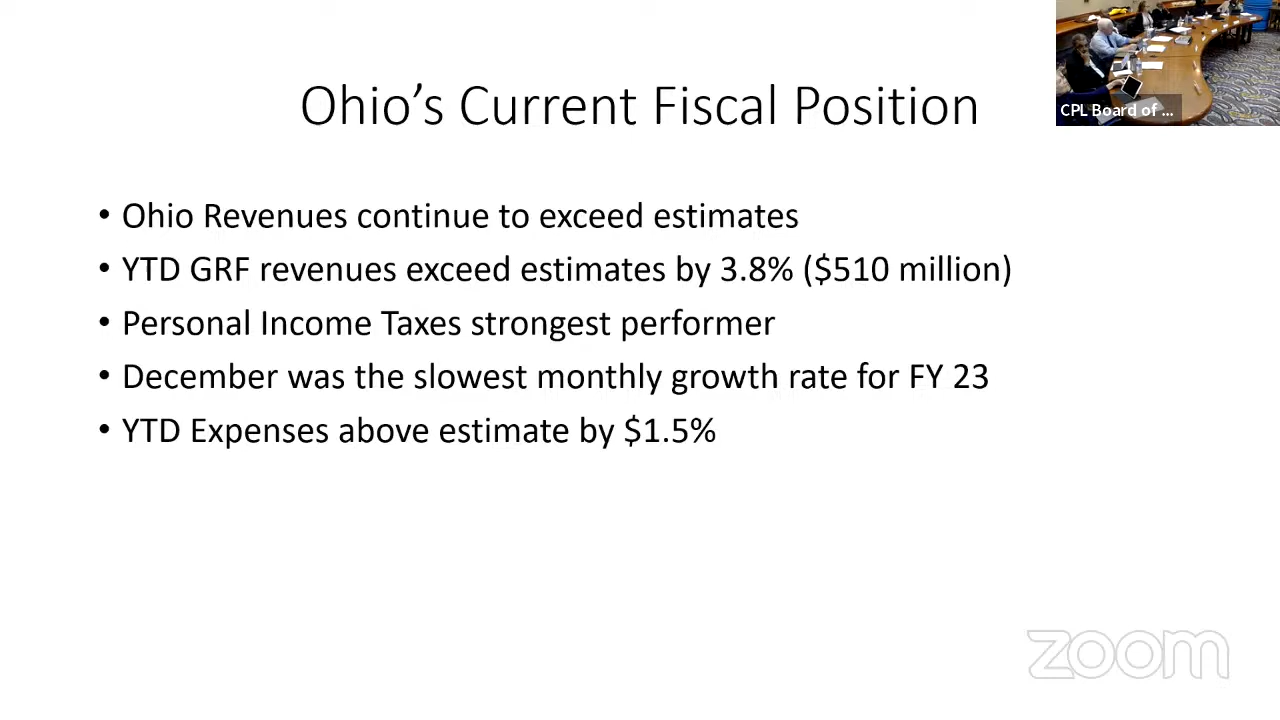 Ohio's Current Fiscal Position
CPL Board of ...
• Ohio Revenues continue to exceed estimates
• YTD GRF revenues exceed estimates by 3.8% ($510 million)
• Personal Income Taxes strongest performer
• December was the slowest monthly growth rate for FY 23
• YTD Expenses above estimate by $1.5%
zoom